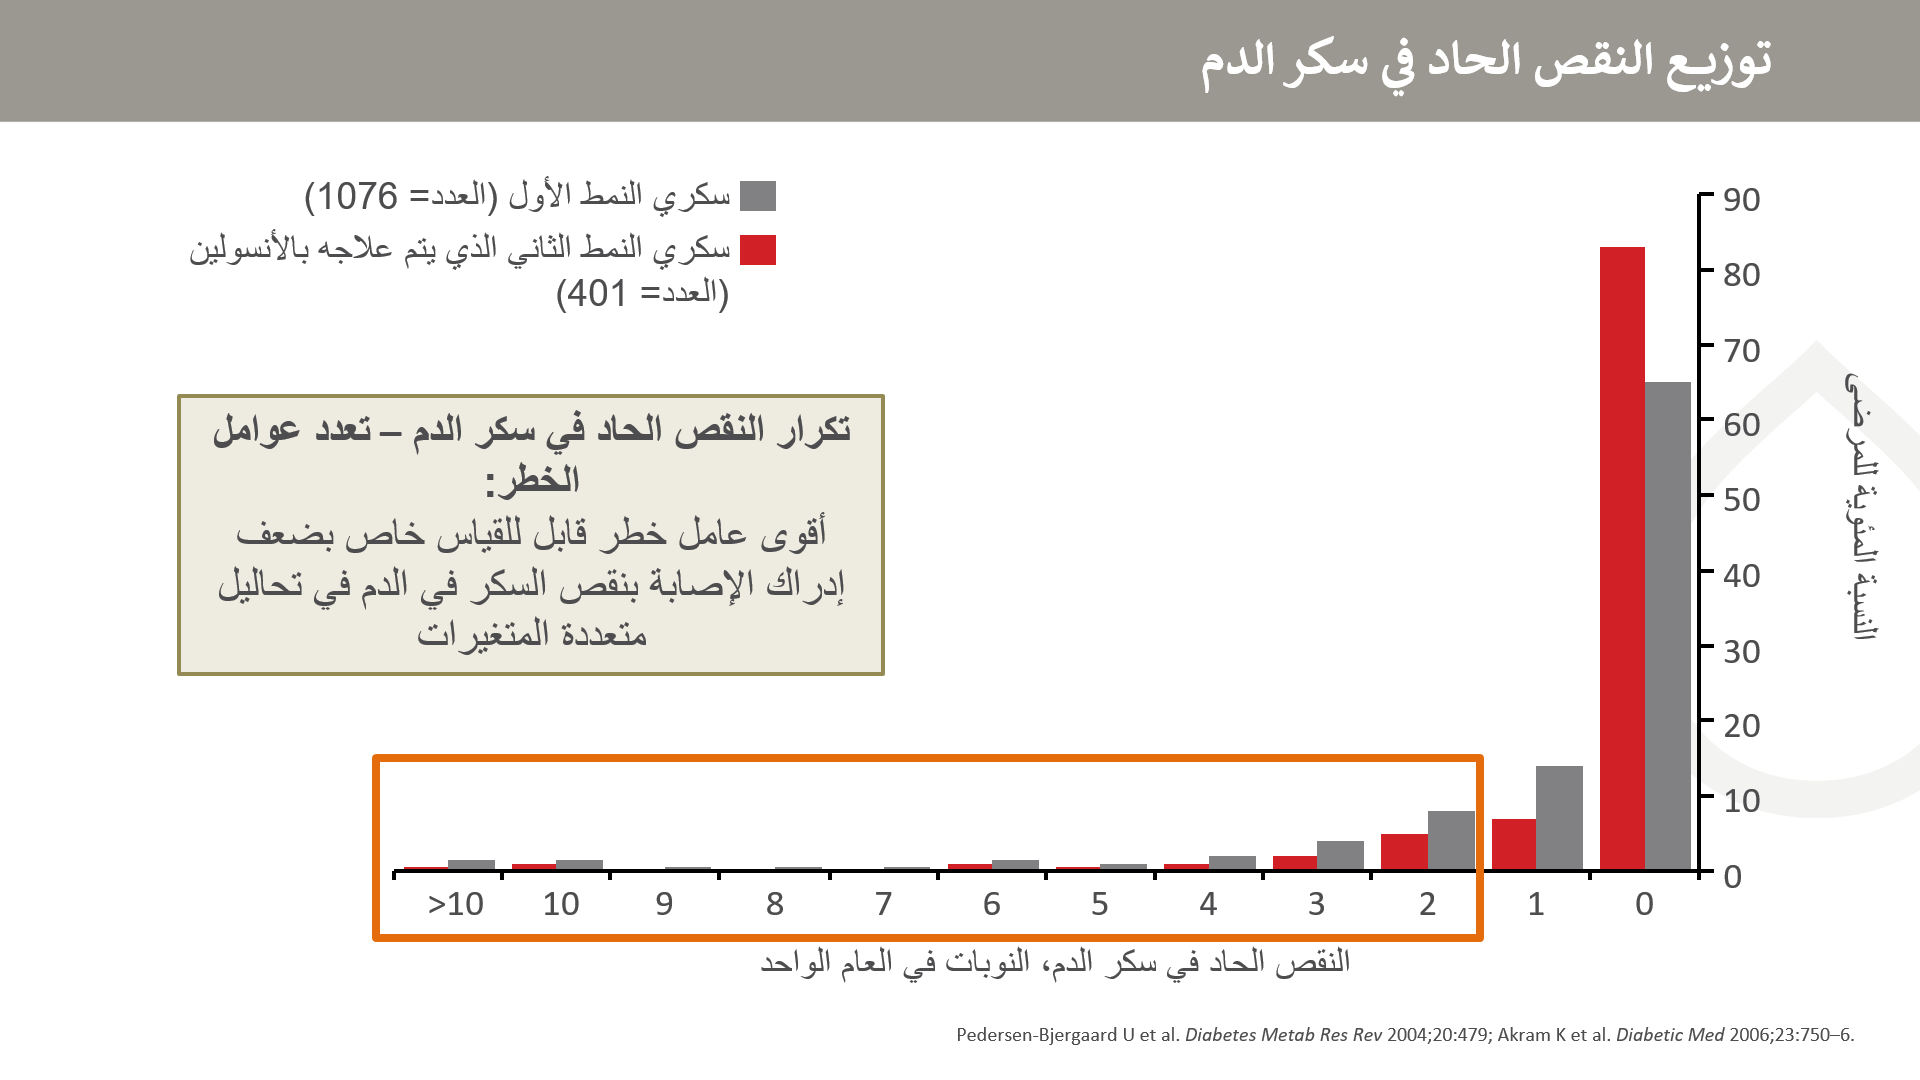 توزيع النقص الحاد في سكر الدم
سكري النمط الأول (العدد= 1076)
سكري النمط الثاني الذي يتم علاجه بالأنسولين
(العدد= 401)
تكرار النقص الحاد في سكر الدم – تعدد عوامل
الخطر:
أقوى عامل خطر قابل للقياس خاص بضعف
إدراك الإصابة بنقص السكر في الدم في تحاليل
متعددة المتغيرات
النسبة المئوية للمرضى
90
80
70
60
50
40
30
20
10
0
0
1
2
3
4
5
6
7
8
9
10
>10
النقص الحاد في سكر الدم، النوبات في العام الواحد
Pedersen-Bjergaard U et al. Diabetes Metab Res Rev 2004;20:479; Akram K et al. Diabetic Med 2006;23:750–6.